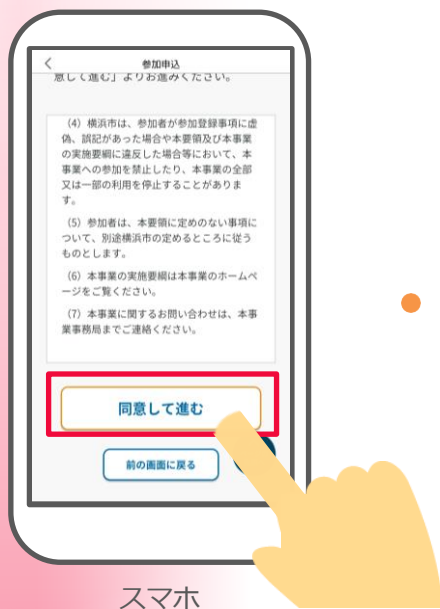 参加申込
意して進む」よりお進みください。
(4) 横浜市は、参加者が参加登録事項に虚
偽、誤記があった場合や本要領及び本事業
の実施要綱に違反した場合等において、本
事業への参加を禁止したり、本事業の全部
又は一部の利用を停止することがありま
す。
(5) 参加者は、本要領に定めのない事項に
ついて、別途横浜市の定めるところに従う
ものとします。
(6) 本事業の実施要綱は本事業のホームペ
ージをご覧ください。
(7) 本事業に関するお問い合わせは、本事
業事務局までご連絡ください。
同意して進む
前の画面に戻る
スマホ